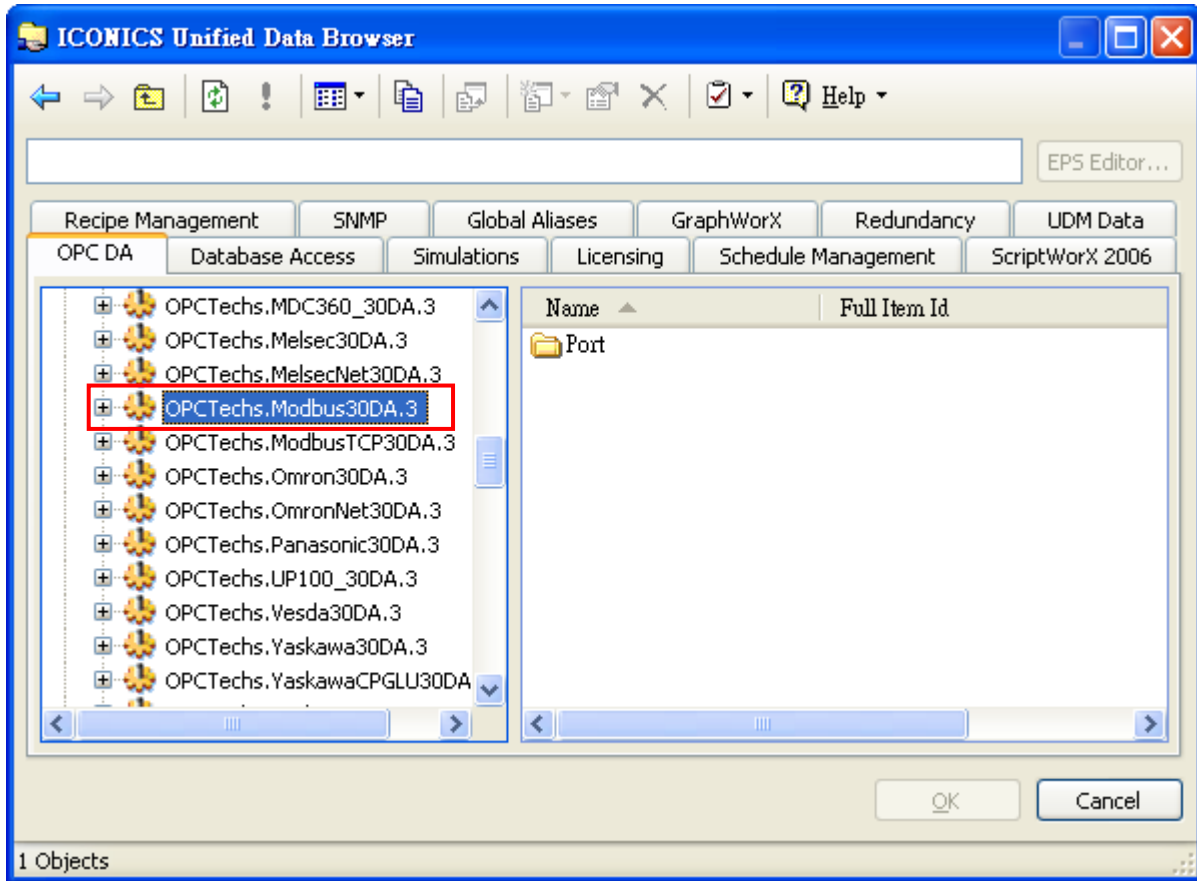 ICONICS Unified Data Browser
Help
EPS Editor...
Recipe Management SNMP Global Aliases GraphWorX Redundancy UDM Data
OPC DA Database Access Simulations Licensing Schedule Management ScriptWorX 2006
OPCTechs.MDC360_30DA.3
OPCTechs.Melsec30DA.3
OPCTechs.MelsecNet30DA.3
OPCTechs.Modbus30DA.3
OPCTechs.ModbusTCP30DA.3
OPCTechs.Omron30DA.3
OPCTechs.OmronNet30DA.3
OPCTechs.Panasonic30DA.3
OPCTechs.UP100_30DA.3
OPCTechs.Vesda30DA.3
OPCTechs.Yaskawa30DA.3
OPCTechs.YaskawaCPGLU30DA
Name Full Item Id
Port
OK Cancel
1 Objects